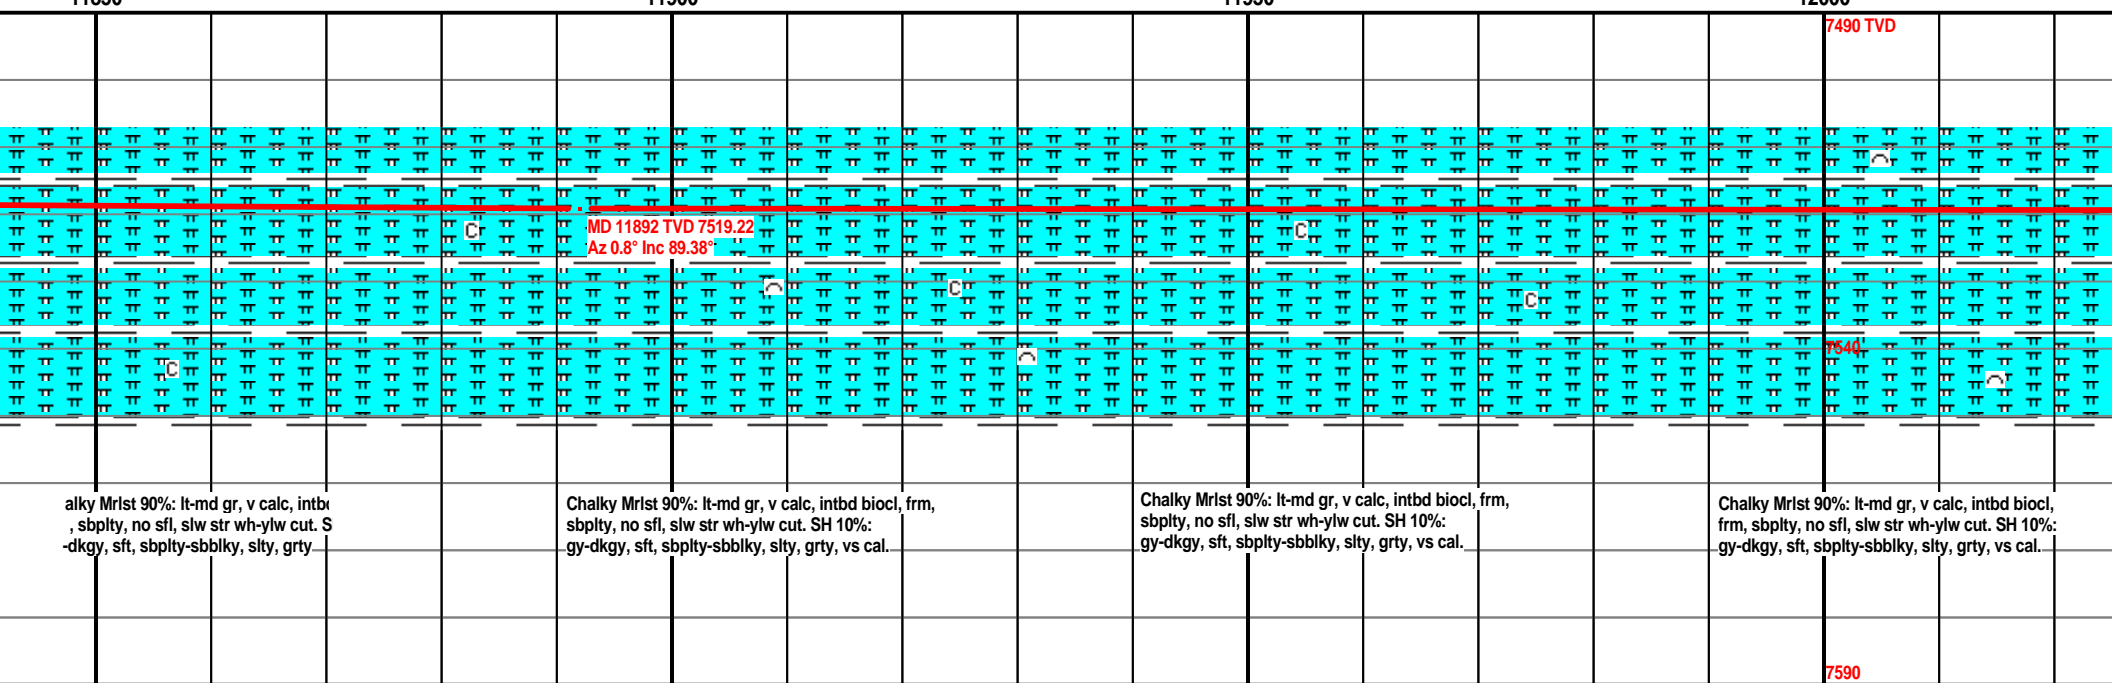 11850 11900 11950 12000
7490 TVD
MD 11892 TVD 7519.22
Az 0.8° Inc 89.38°
C
C
C
C
C
7540
alky Mrlst 90%: lt-md gr, v calc, intbd
, sbplty, no sfl, slw str wh-ylw cut. S
-dkgy, sft, sbplty-sbblky, slty, grty
Chalky Mrlst 90%: lt-md gr, v calc, intbd biocl, frm,
sbplty, no sfl, slw str wh-ylw cut. SH 10%:
gy-dkgy, sft, sbplty-sbblky, slty, grty, vs cal.
Chalky Mrlst 90%: lt-md gr, v calc, intbd biocl, frm,
sbplty, no sfl, slw str wh-ylw cut. SH 10%:
gy-dkgy, sft, sbplty-sbblky, slty, grty, vs cal.
Chalky Mrlst 90%: lt-md gr, v calc, intbd biocl,
frm, sbplty, no sfl, slw str wh-ylw cut. SH 10%:
gy-dkgy, sft, sbplty-sbblky, slty, grty, vs cal.
7590